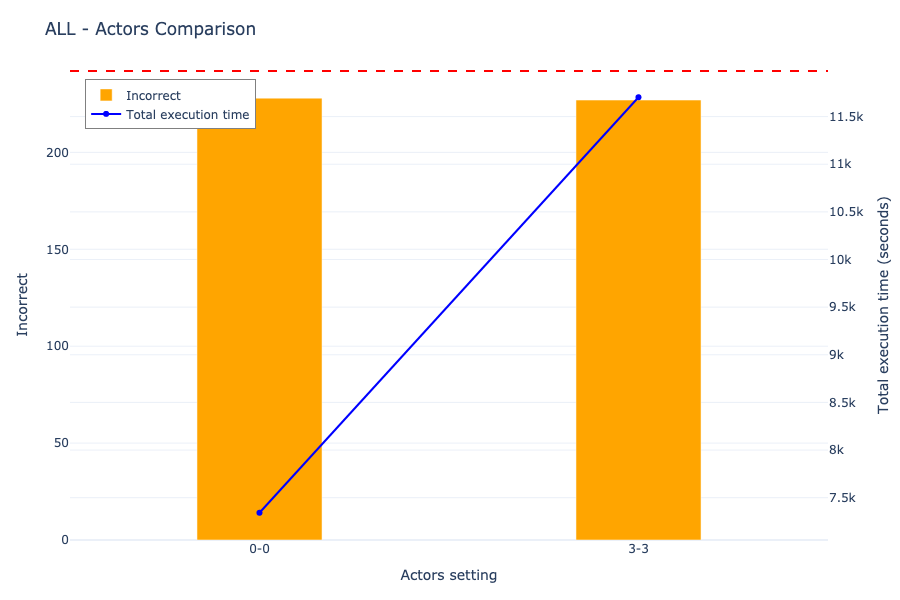 ALL - Actors Comparison
Incorrect
Total execution time
200
150
100
50
0
Incorrect
11.5k
11k
10.5k
10k
9.5k
9k
8.5k
8k
7.5k
Total execution time (seconds)
0-0
3-3
Actors setting